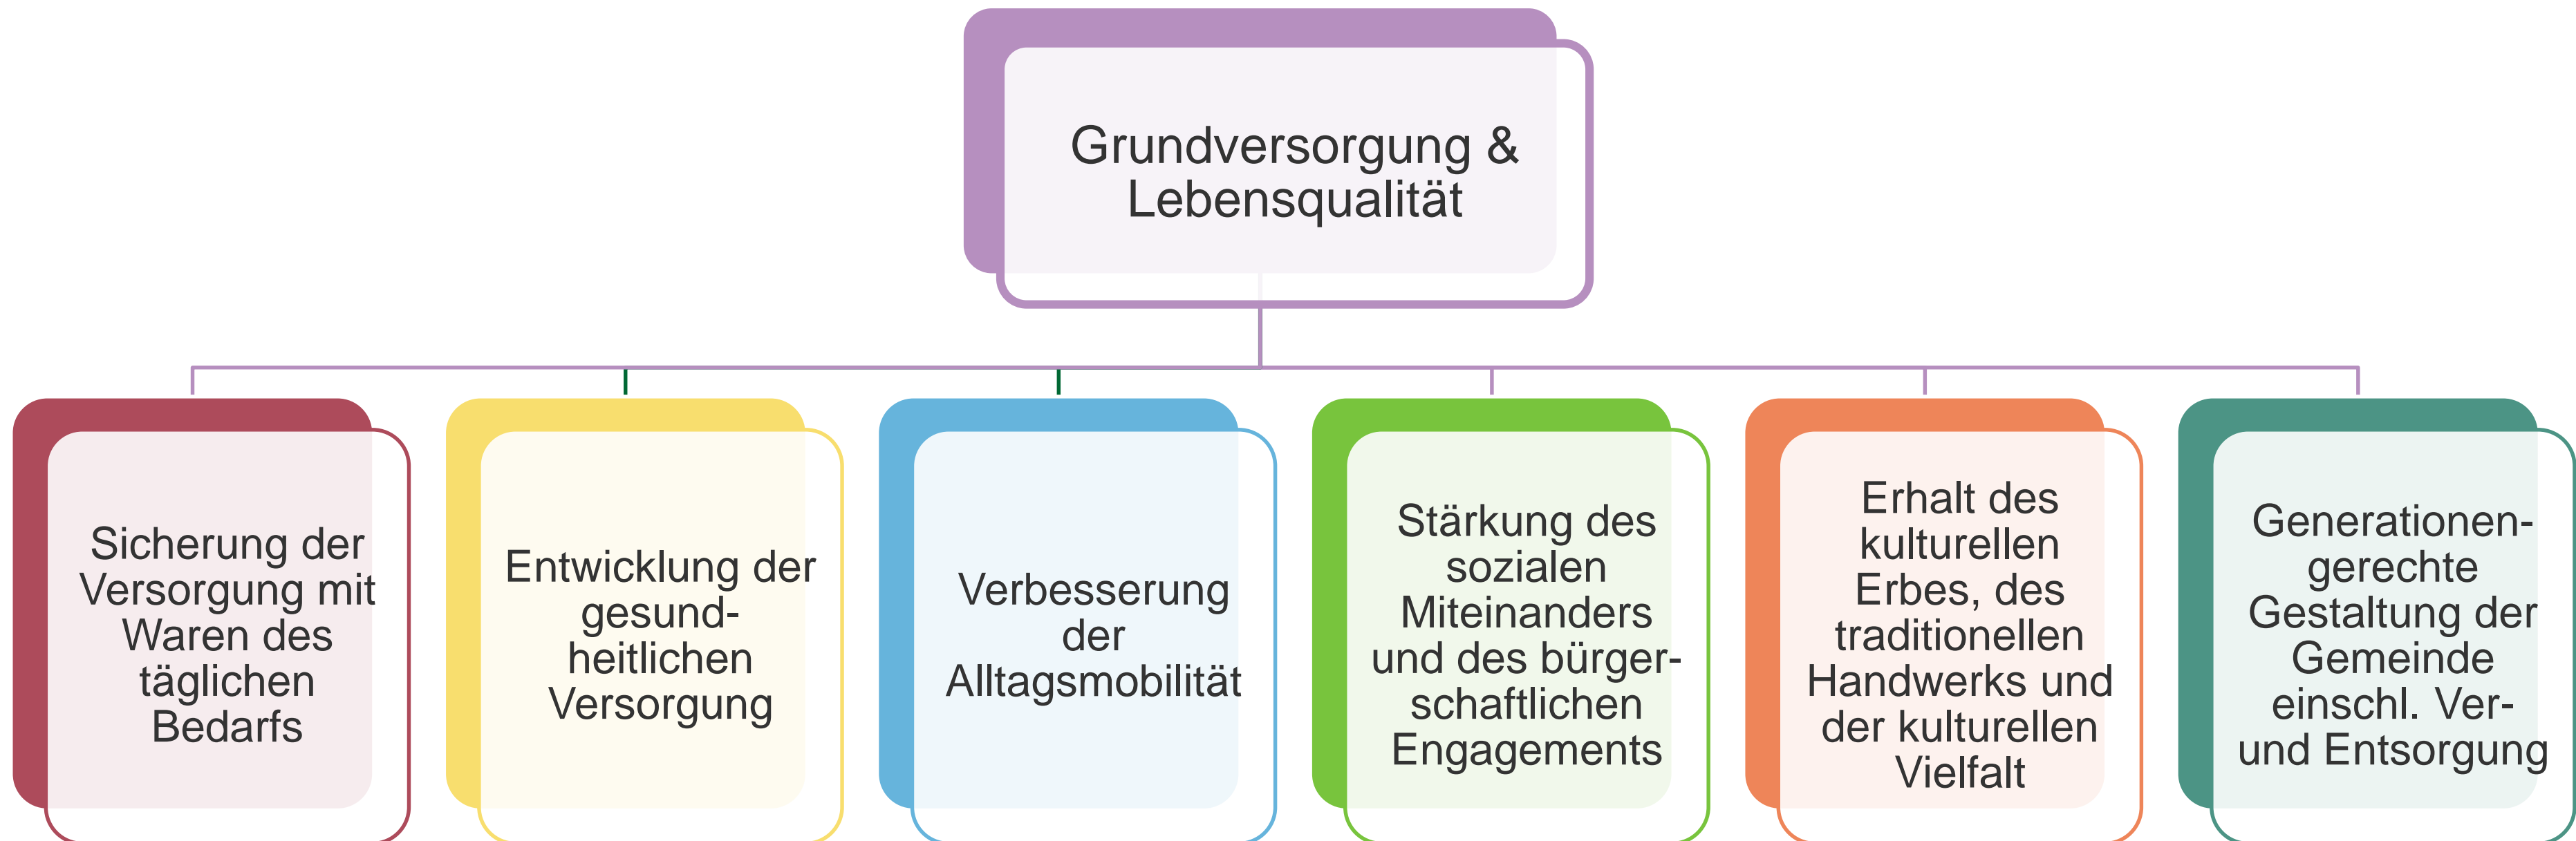 Grundversorgung &
Lebensqualität
Sicherung der
Versorgung mit
Waren des
täglichen
Bedarfs
Entwicklung der
gesund-
heitlichen
Versorgung
Verbesserung
der
Alltagsmobilität
Stärkung des
sozialen
Miteinanders
und des bürger-
schaftlichen
Engagements
Erhalt des
kulturellen
Erbes, des
traditionellen
Handwerks und
der kulturellen
Vielfalt
Generationen-
gerechte
Gestaltung der
Gemeinde
einschl. Ver-
und Entsorgung